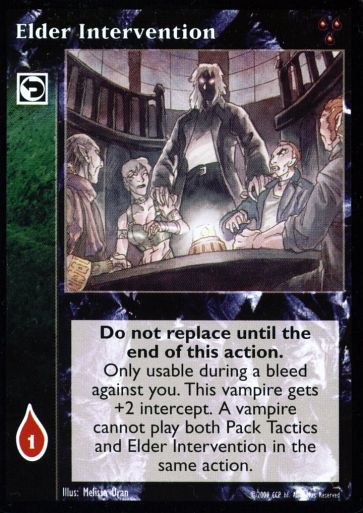 Elder Intervention
Do not replace until the
end of this action.
Only usable during a bleed
against you. This vampire gets
+2 intercept. A vampire
cannot play both Pack Tactics
and Elder Intervention in the
same action.
1
Illus: Melissa Uran
©2000 CCP hf. All Rights Reserved